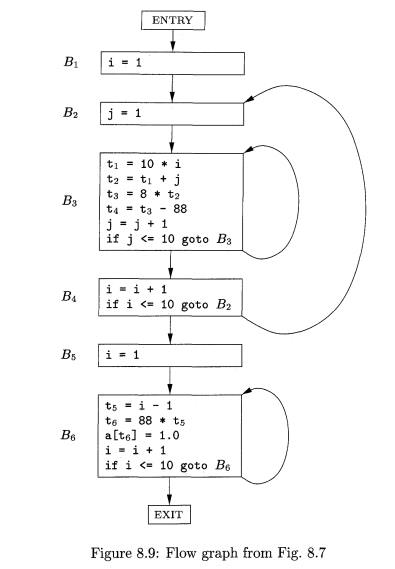 ENTRY
B₁ i = 1
B₂ j = 1
t₁ = 10 * i
t₂ = t₁ + j
t₃ = 8 * t₂
B₃ t₄ = t₃ - 88
j = j + 1
if j <= 10 goto B₃
B₄ i = i + 1
if i <= 10 goto B₂
B₅ i = 1
t₅ = i - 1
t₆ = 88 * t₅
B₆ a[t₆] = 1.0
i = i + 1
if i <= 10 goto B₆
EXIT
Figure 8.9: Flow graph from Fig. 8.7